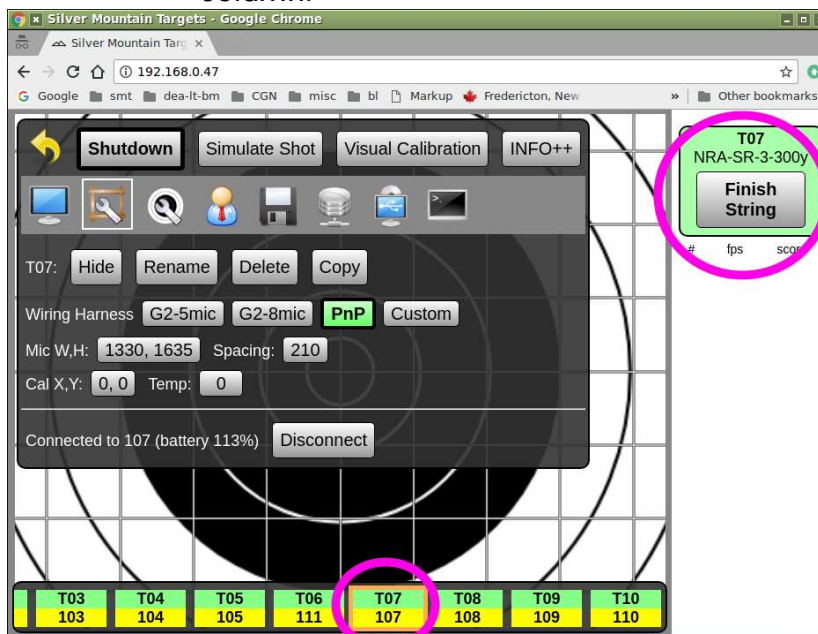 Silver Mountain Targets - Google Chrome
Silver Mountain Targ
192.168.0.47
Google smt dea-lt-bm CGN misc bl Markup Fredericton, New » Other bookmarks
Shutdown Simulate Shot Visual Calibration INFO++
T07: Hide Rename Delete Copy
Wiring Harness G2-5mic G2-8mic PnP Custom
Mic W,H: 1330, 1635 Spacing: 210
Cal X,Y: 0, 0 Temp: 0
Connected to 107 (battery 113%) Disconnect
T07
NRA-SR-3-300y
Finish
String
# fps scor
T03 T04 T05 T06 T07 T08 T09 T10
103 104 105 111 107 108 109 110